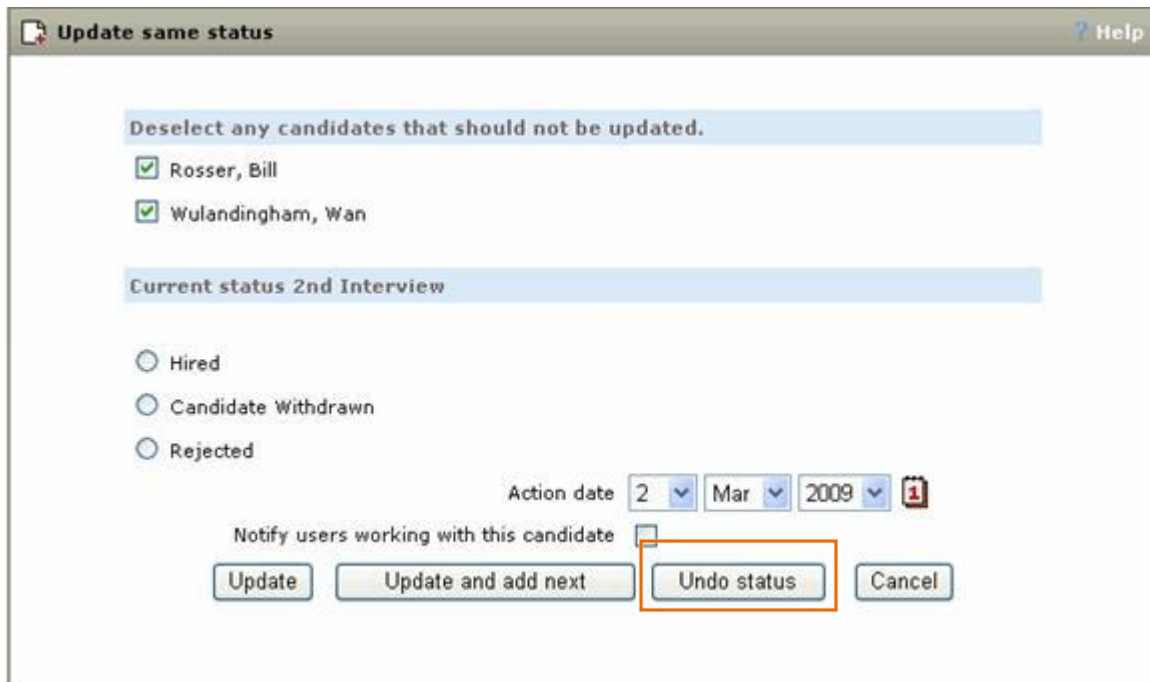 Update same status ? Help
Deselect any candidates that should not be updated.
Rosser, Bill
Wulandingham, Wan
Current status 2nd Interview
Hired
Candidate Withdrawn
Rejected
Action date 2 Mar 2009 1
Notify users working with this candidate
Update Update and add next Undo status Cancel